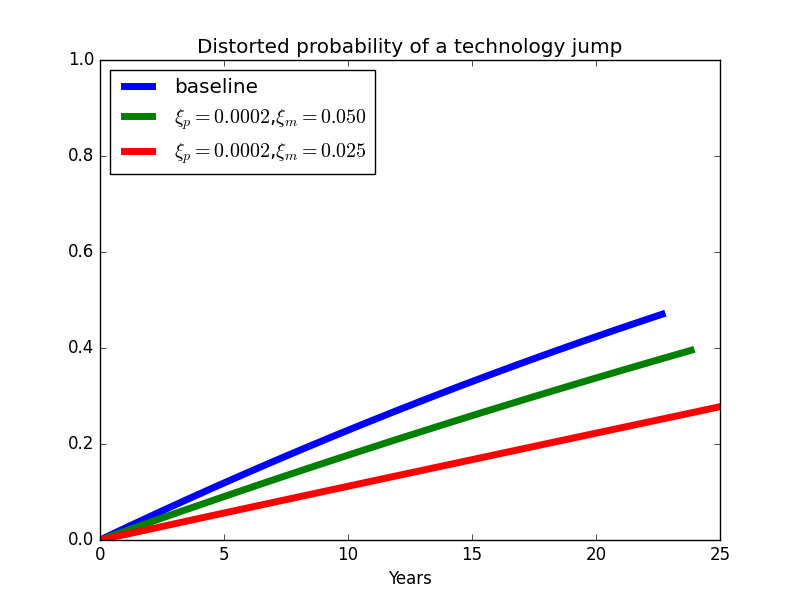 Distorted probability of a technology jump
1.0
0.8
0.6
0.4
0.2
0.0
baseline
ξₚ = 0.0002,ξₘ = 0.050
ξₚ = 0.0002,ξₘ = 0.025
0 5 10 15 20 25
Years